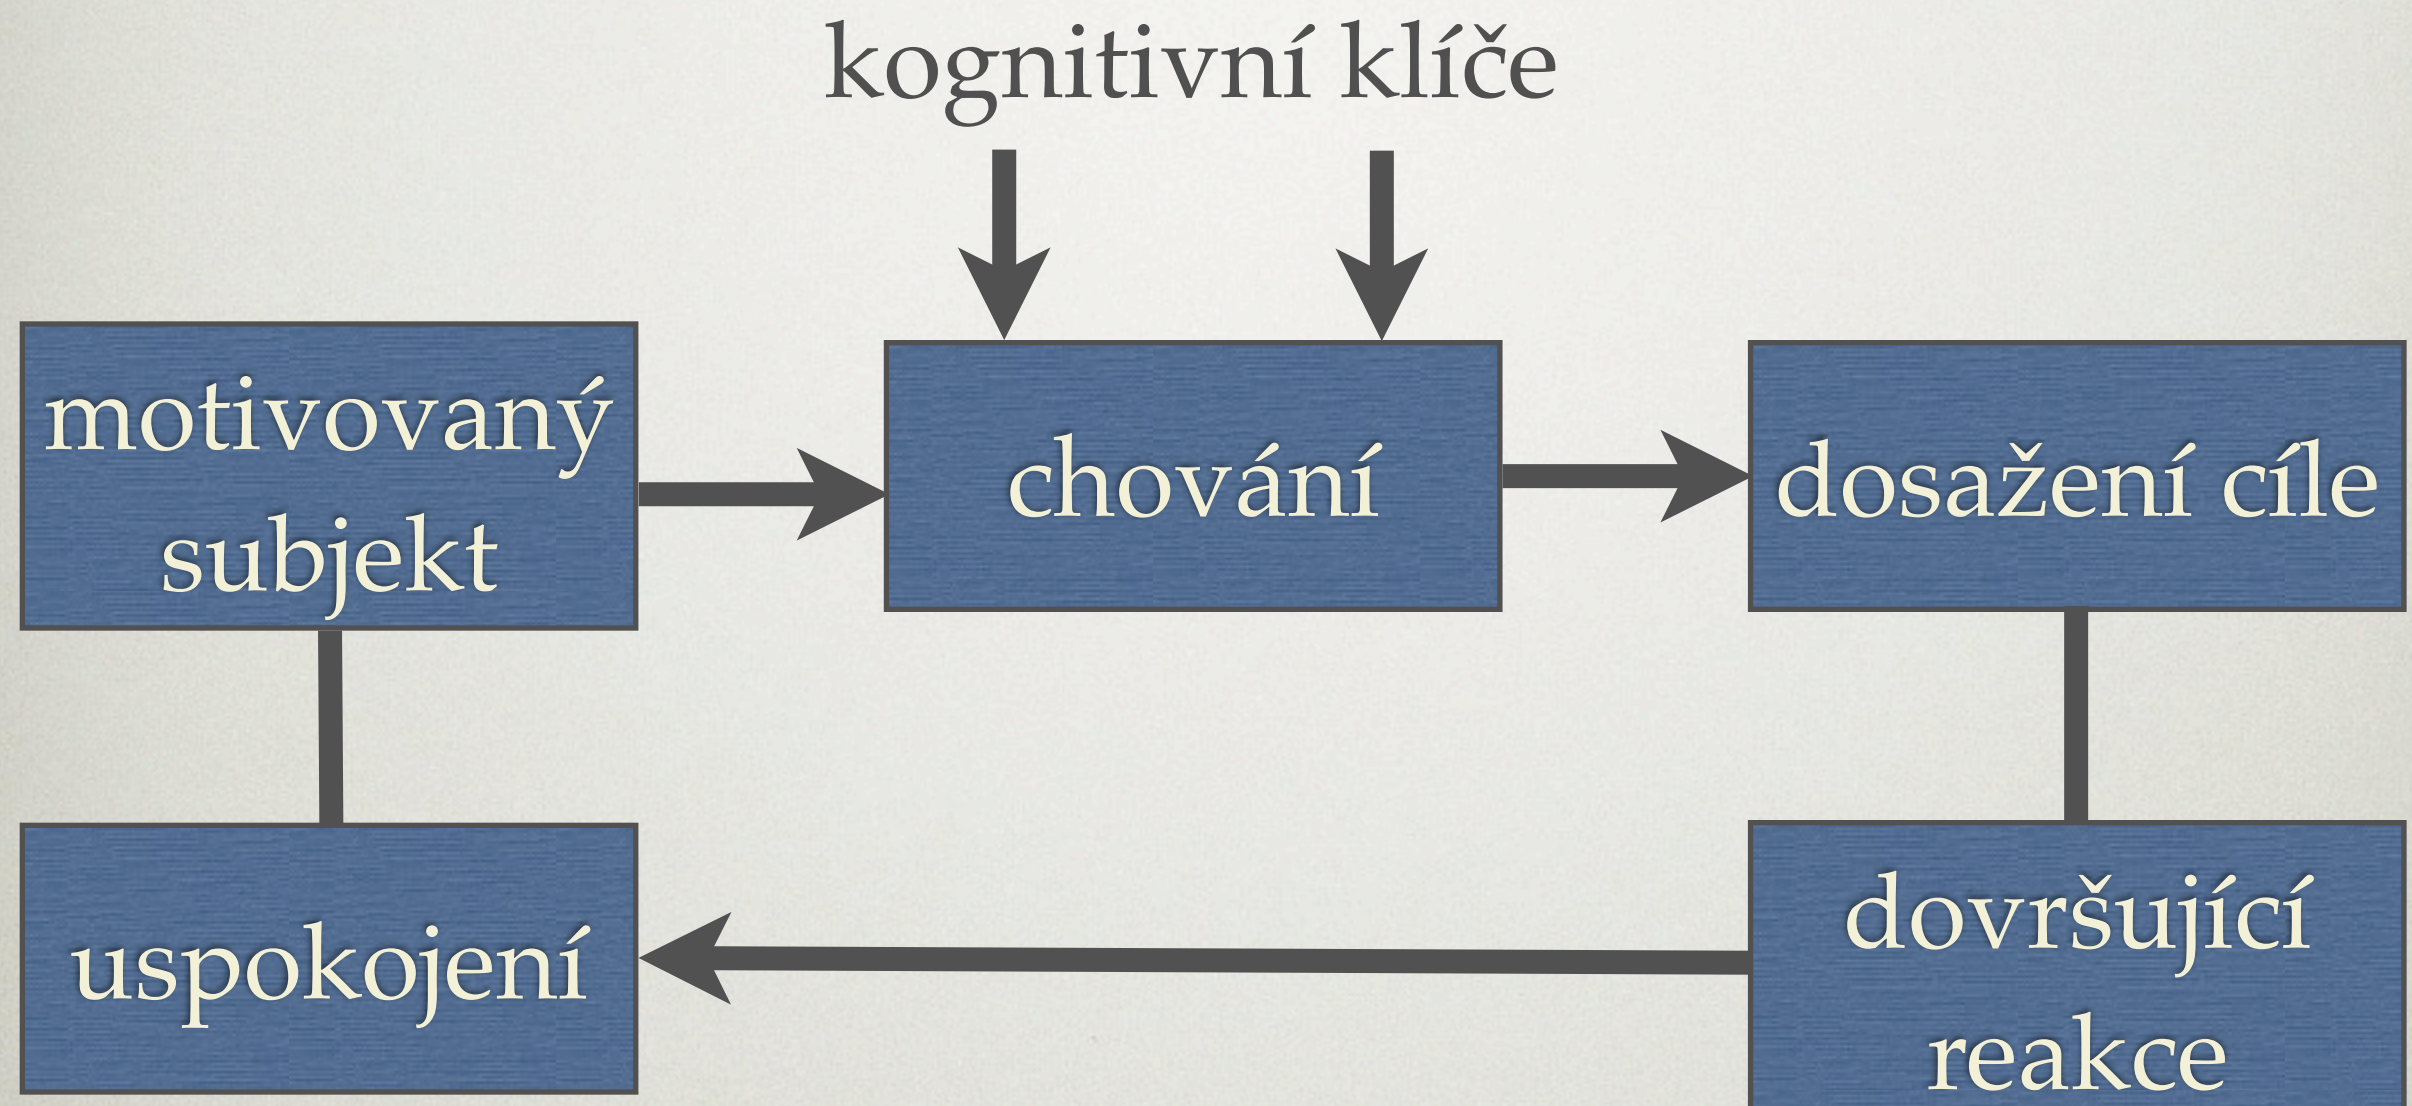 kognitivní klíče
motivovaný
subjekt
chování
dosažení cíle
uspokojení
dovršující
reakce